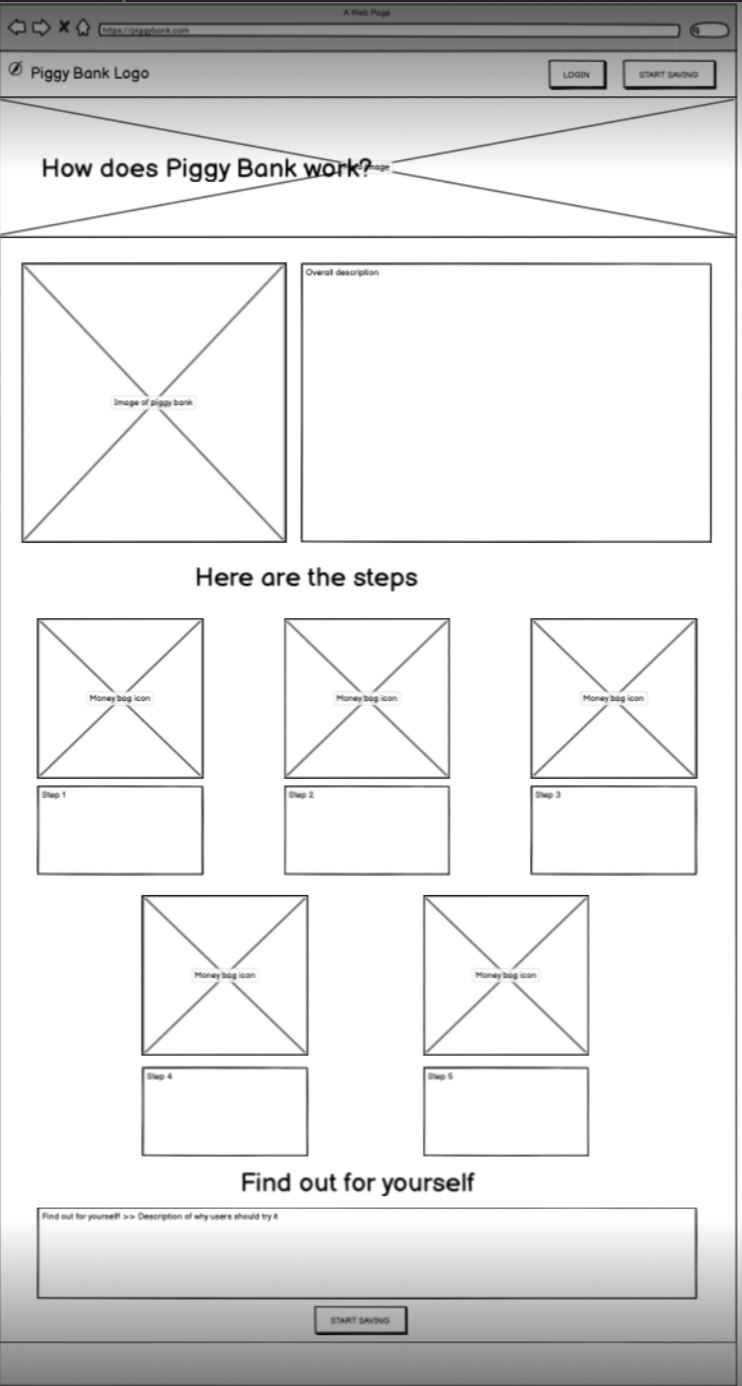 A Web Page
https://piggybank.com
Piggy Bank Logo
LOGIN
START SAVING
How does Piggy Bank work?
image
Overall description
Image of piggy bank
Here are the steps
Money bag icon
Money bag icon
Money bag icon
Step 1
Step 2
Step 3
Money bag icon
Money bag icon
Step 4
Step 5
Find out for yourself
Find out for yourself! >> Description of why users should try it
START SAVING